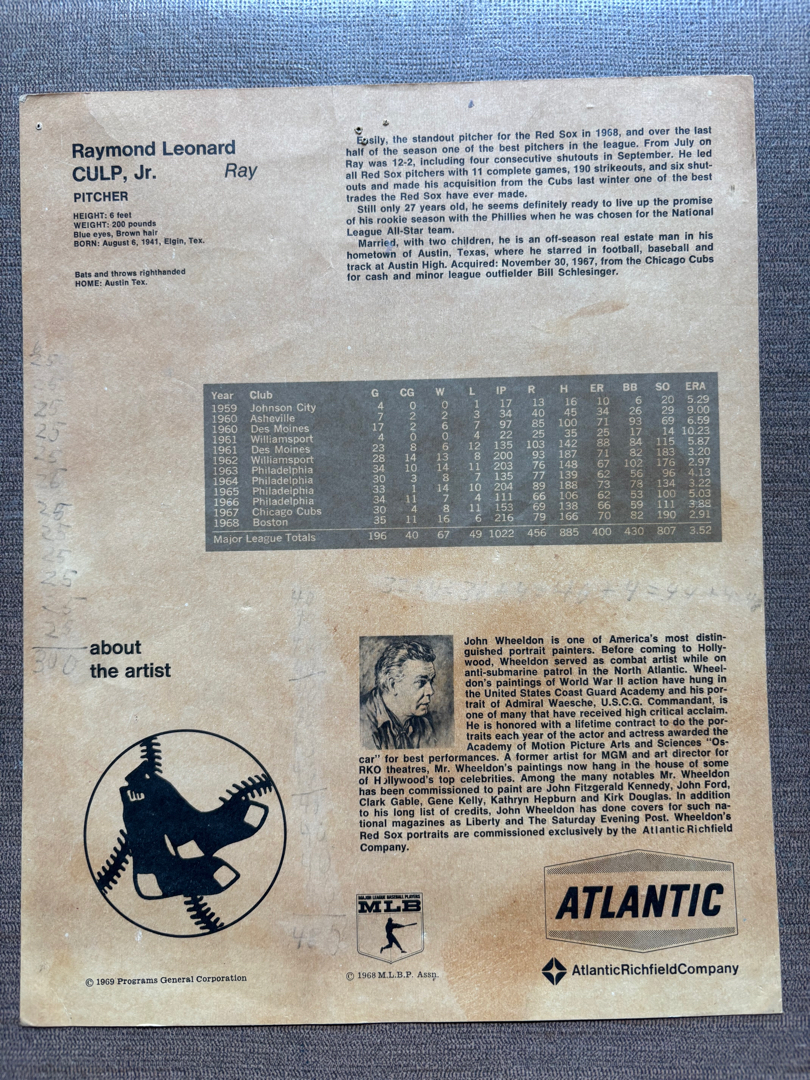 Raymond Leonard
CULP, Jr. Ray
PITCHER
HEIGHT: 6 feet
WEIGHT: 200 pounds
Blue eyes, Brown hair
BORN: August 6, 1941, Elgin, Tex.
Bats and throws righthanded
HOME: Austin Tex.
Easily, the standout pitcher for the Red Sox in 1968, and over the last
half of the season one of the best pitchers in the league. From July on
Ray was 12-2, including four consecutive shutouts in September. He led
all Red Sox pitchers with 11 complete games, 190 strikeouts, and six shut-
outs and made his acquisition from the Cubs last winter one of the best
trades the Red Sox have ever made.
Still only 27 years old, he seems definitely ready to live up the promise
of his rookie season with the Phillies when he was chosen for the National
League All-Star team.
Married, with two children, he is an off-season real estate man in his
hometown of Austin, Texas, where he starred in football, baseball and
track at Austin High. Acquired: November 30, 1967, from the Chicago Cubs
for cash and minor league outfielder Bill Schlesinger.
Year Club G CG W L IP R H ER BB SO ERA
1959 Johnson City 4 0 0 1 17 13 16 10 6 20 5.29
1960 Asheville 7 2 2 3 34 40 45 34 26 29 9.00
1960 Des Moines 17 2 6 7 97 85 100 71 93 69 6.59
1961 Williamsport 4 0 0 4 22 25 35 25 17 14 10.23
1961 Des Moines 23 8 6 12 135 103 142 88 84 115 5.87
1962 Williamsport 28 14 13 8 200 93 187 71 82 183 3.20
1963 Philadelphia 34 10 14 11 203 76 148 67 102 176 2.97
1964 Philadelphia 30 3 8 7 135 77 139 62 56 96 4.13
1965 Philadelphia 33 1 14 10 204 89 188 73 78 134 3.22
1966 Philadelphia 34 11 7 4 111 66 106 62 53 100 5.03
1967 Chicago Cubs 30 4 8 11 153 69 138 66 59 111 3.88
1968 Boston 35 11 16 6 216 79 166 70 82 190 2.91
Major League Totals 196 40 67 49 1022 456 885 400 430 807 3.52
25
25
25
25
25
300
about
the artist
John Wheeldon is one of America's most distin-
guished portrait painters. Before coming to Holly-
wood, Wheeldon served as combat artist while on
anti-submarine patrol in the North Atlantic. Wheel-
don's paintings of World War II action have hung in
the United States Coast Guard Academy and his por-
trait of Admiral Waesche, U.S.C.G. Commandant, is
one of many that have received high critical acclaim.
He is honored with a lifetime contract to do the por-
traits each year of the actor and actress awarded the
Academy of Motion Picture Arts and Sciences "Os-
car" for best performances. A former artist for MGM and art director for
RKO theatres, Mr. Wheeldon's paintings now hang in the house of some
of Hollywood's top celebrities. Among the many notables Mr. Wheeldon
has been commissioned to paint are John Fitzgerald Kennedy, John Ford,
Clark Gable, Gene Kelly, Kathryn Hepburn and Kirk Douglas. In addition
to his long list of credits, John Wheeldon has done covers for such na-
tional magazines as Liberty and The Saturday Evening Post. Wheeldon's
Red Sox portraits are commissioned exclusively by the Atlantic Richfield
Company.
MAJOR LEAGUE BASEBALL PLAYERS
MLB
ATLANTIC
AtlanticRichfieldCompany
© 1969 Programs General Corporation
© 1968 M.L.B.P. Assn.